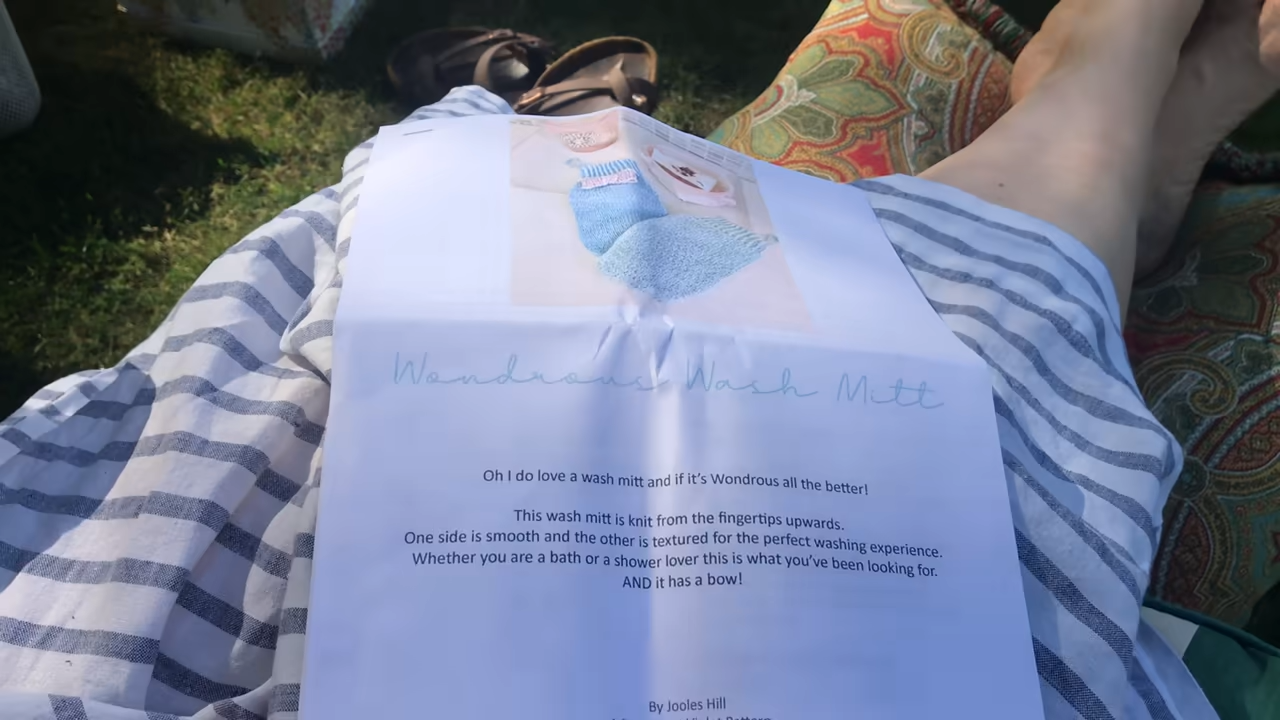 Wondrous Wash Mitt
Oh I do love a wash mitt and if it's Wondrous all the better!
This wash mitt is knit from the fingertips upwards.
One side is smooth and the other is textured for the perfect washing experience.
Whether you are a bath or a shower lover this is what you've been looking for.
AND it has a bow!
By Jooles Hill